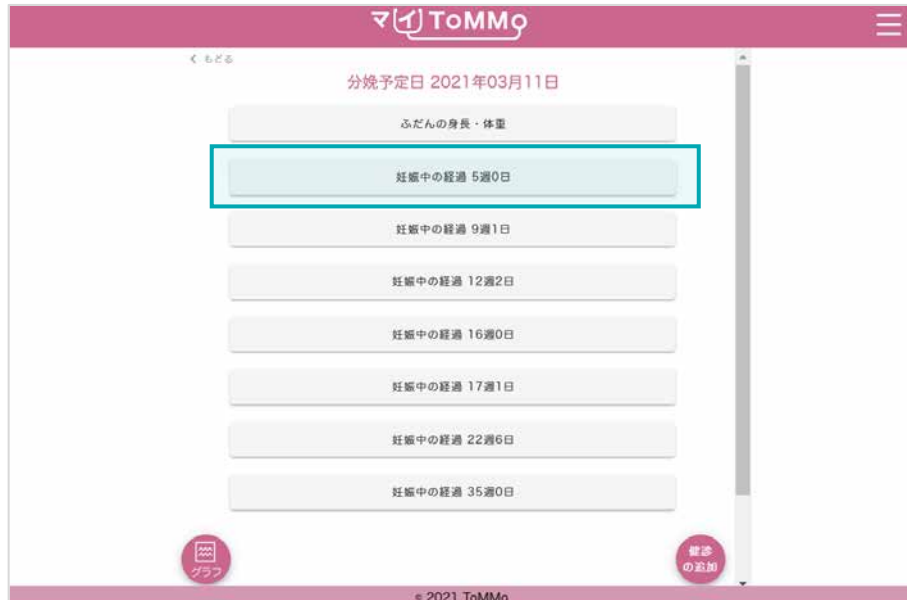 マイ ToMMo
く もどる
分娩予定日 2021年03月11日
ふだんの身長・体重
妊娠中の経過 5週0日
妊娠中の経過 9週1日
妊娠中の経過 12週2日
妊娠中の経過 16週0日
妊娠中の経過 17週1日
妊娠中の経過 22週6日
妊娠中の経過 35週0日
グラフ
健診
の追加
© 2021 ToMMo